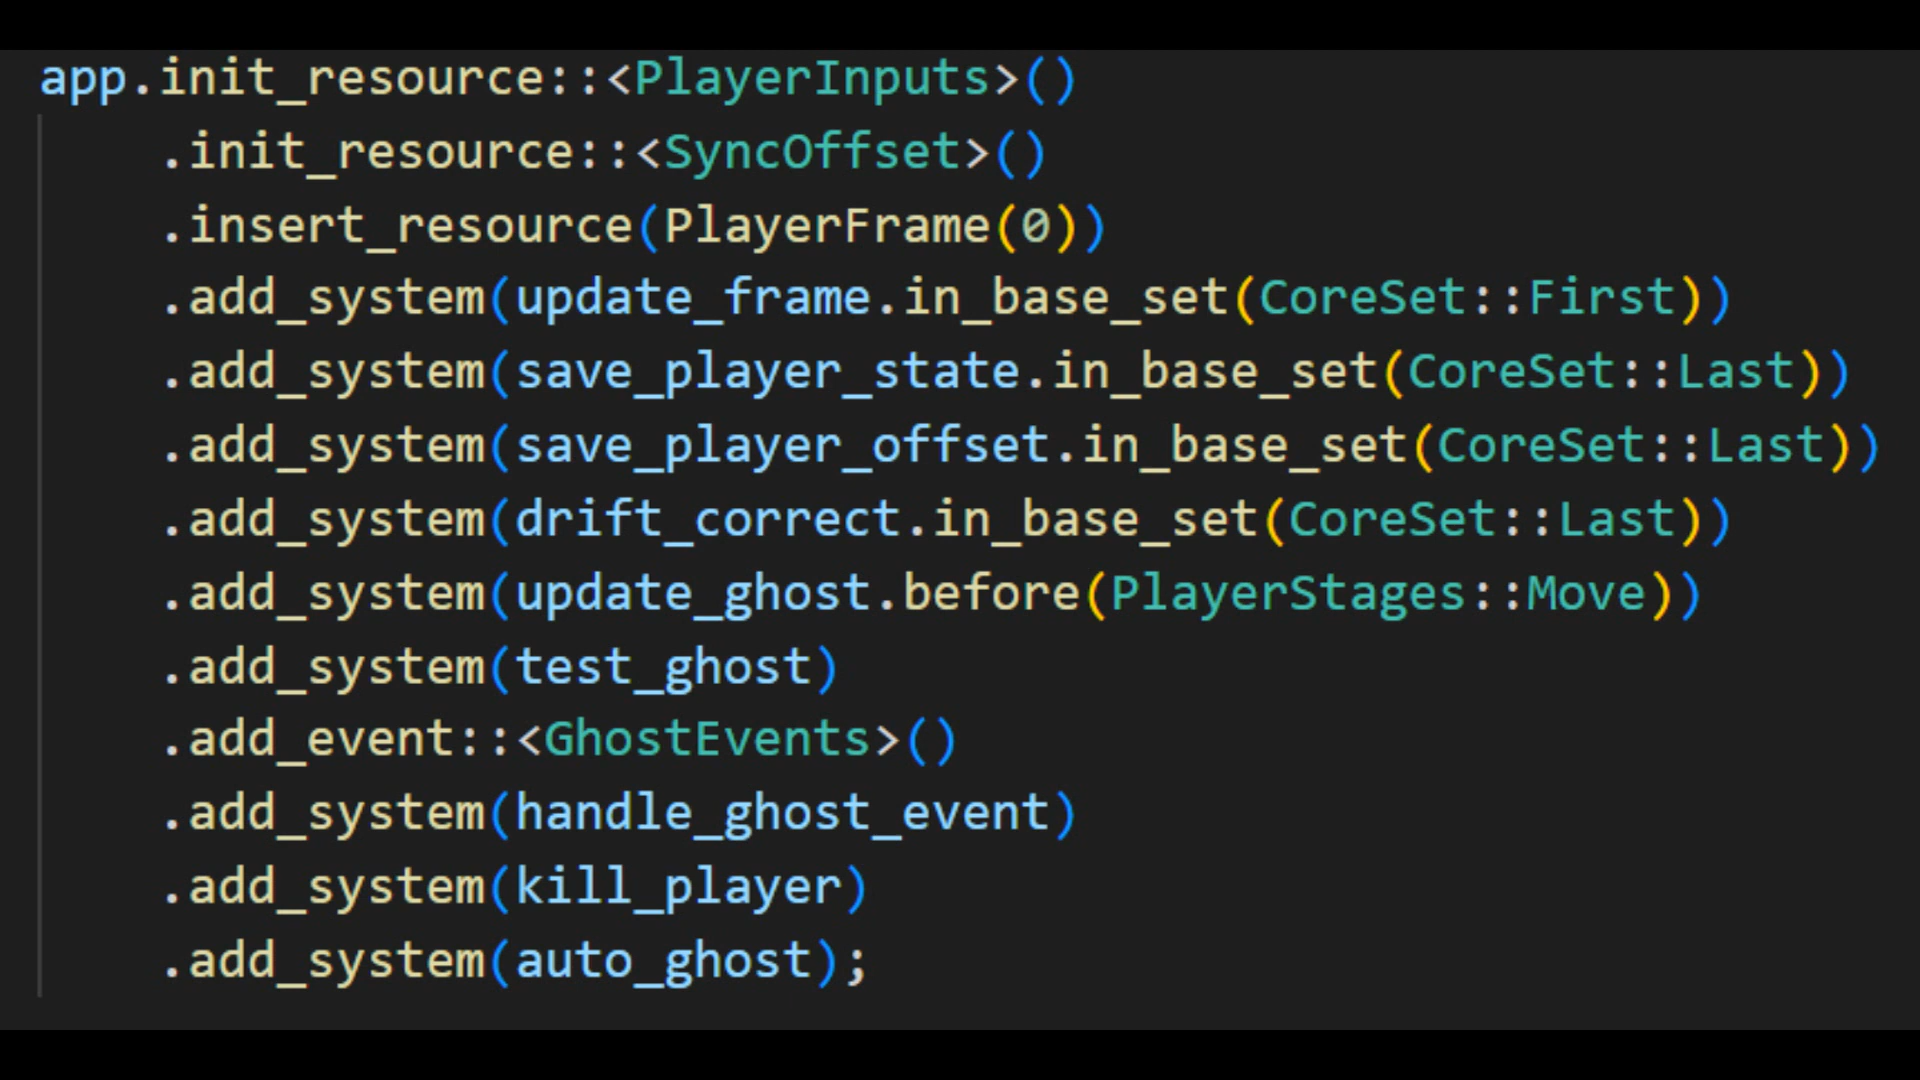 app.init_resource::<PlayerInputs>()
.init_resource::<SyncOffset>()
.insert_resource(PlayerFrame(0))
.add_system(update_frame.in_base_set(CoreSet::First))
.add_system(save_player_state.in_base_set(CoreSet::Last))
.add_system(save_player_offset.in_base_set(CoreSet::Last))
.add_system(drift_correct.in_base_set(CoreSet::Last))
.add_system(update_ghost.before(PlayerStages::Move))
.add_system(test_ghost)
.add_event::<GhostEvents>()
.add_system(handle_ghost_event)
.add_system(kill_player)
.add_system(auto_ghost);